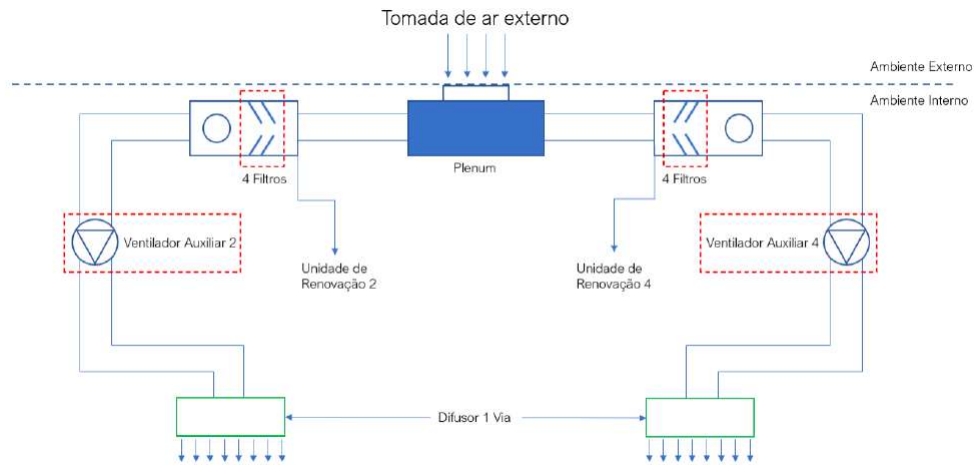 Tomada de ar externo
Ambiente Externo
Ambiente Interno
Plenum
4 Filtros
4 Filtros
Ventilador Auxiliar 2
Ventilador Auxiliar 4
Unidade de
Renovação 2
Unidade de
Renovação 4
Difusor 1 Via